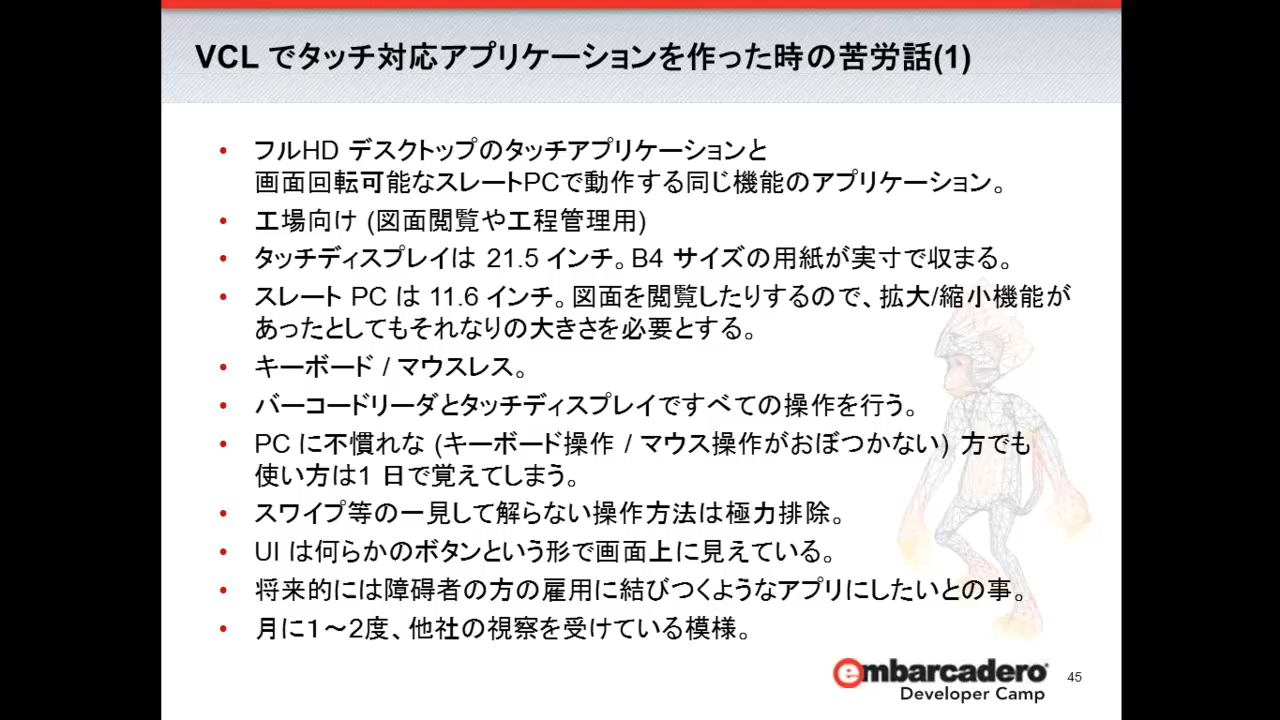 VCL でタッチ対応アプリケーションを作った時の苦労話(1)
• フルHD デスクトップのタッチアプリケーションと
画面回転可能なスレートPCで動作する同じ機能のアプリケーション。
• 工場向け (図面閲覧や工程管理用)
• タッチディスプレイは 21.5 インチ。B4 サイズの用紙が実寸で収まる。
• スレート PC は 11.6 インチ。図面を閲覧したりするので、拡大/縮小機能が
あったとしてもそれなりの大きさを必要とする。
• キーボード / マウスレス。
• バーコードリーダとタッチディスプレイですべての操作を行う。
• PC に不慣れな (キーボード操作 / マウス操作がおぼつかない) 方でも
使い方は1 日で覚えてしまう。
• スワイプ等の一見して解らない操作方法は極力排除。
• UI は何らかのボタンという形で画面上に見えている。
• 将来的には障碍者の方の雇用に結びつくようなアプリにしたいとの事。
• 月に1～2度、他社の視察を受けている模様。
embarcadero
Developer Camp
45